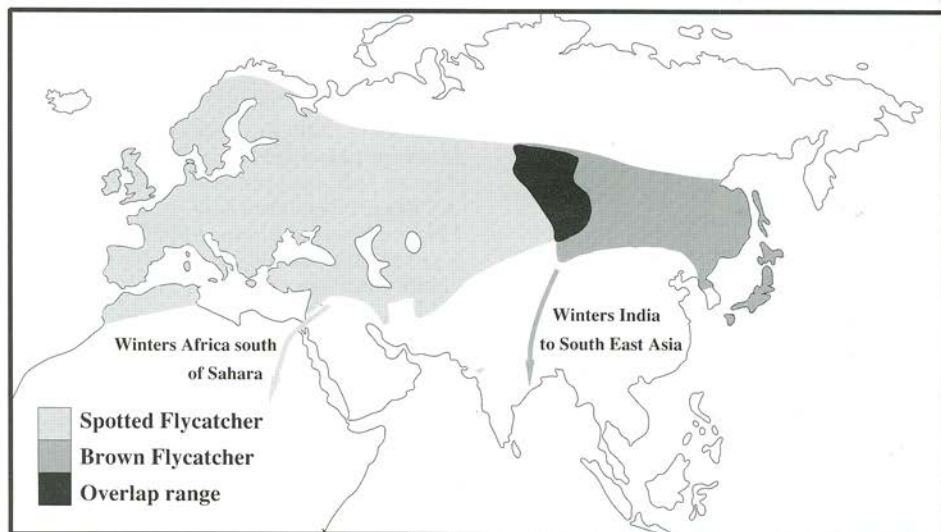 Winters Africa south
of Sahara
Winters India
to South East Asia
Spotted Flycatcher
Brown Flycatcher
Overlap range